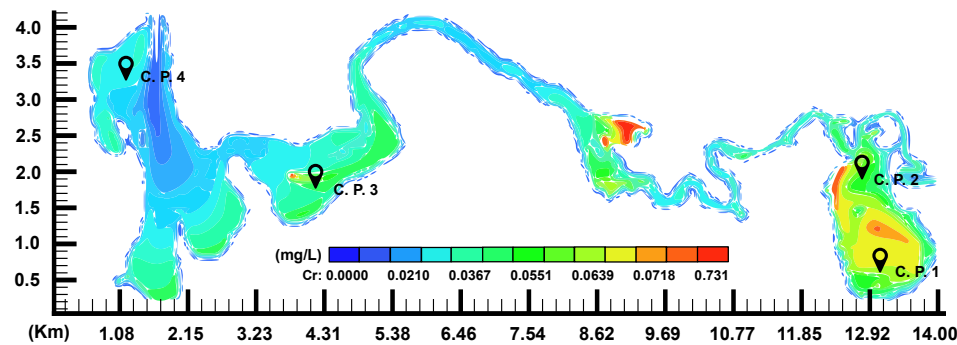 4.0
3.5
C. P. 4
3.0
2.5
2.0
C. P. 3
C. P. 2
1.5
1.0
(mg/L)
C. P. 1
0.5
Cr: 0.0000 0.0210 0.0367 0.0551 0.0639 0.0718 0.731
(Km) 1.08 2.15 3.23 4.31 5.38 6.46 7.54 8.62 9.69 10.77 11.85 12.92 14.00